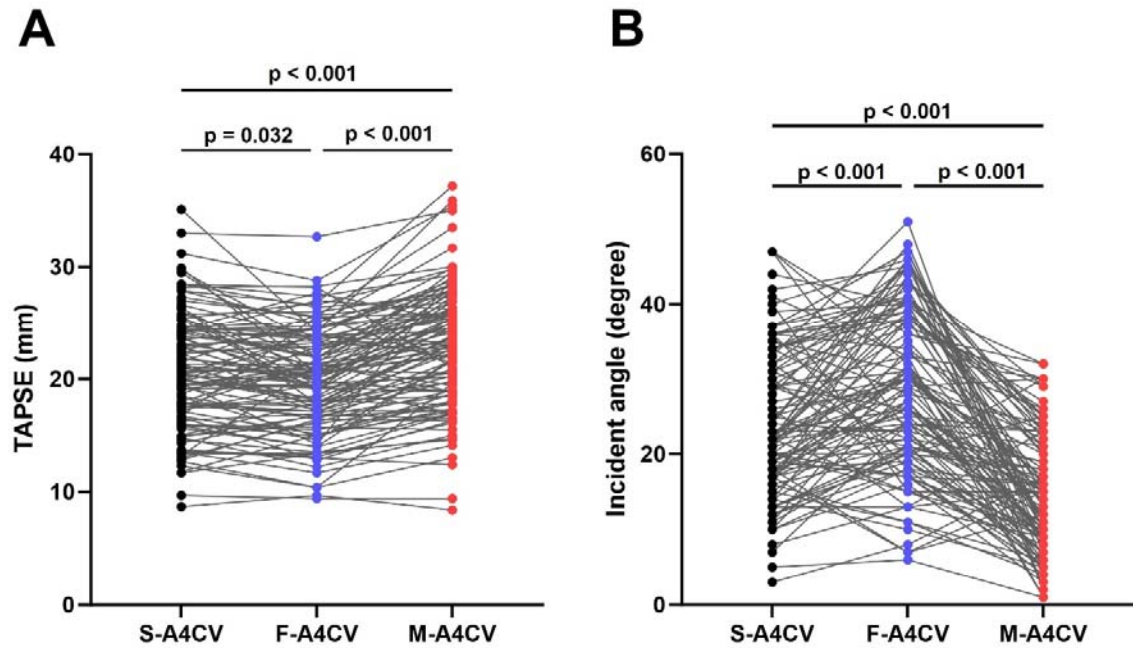 A
p < 0.001
p = 0.032
p < 0.001
40
30
20
10
0
TAPSE (mm)
S-A4CV
F-A4CV
M-A4CV
B
p < 0.001
p < 0.001
p < 0.001
60
40
20
0
Incident angle (degree)
S-A4CV
F-A4CV
M-A4CV